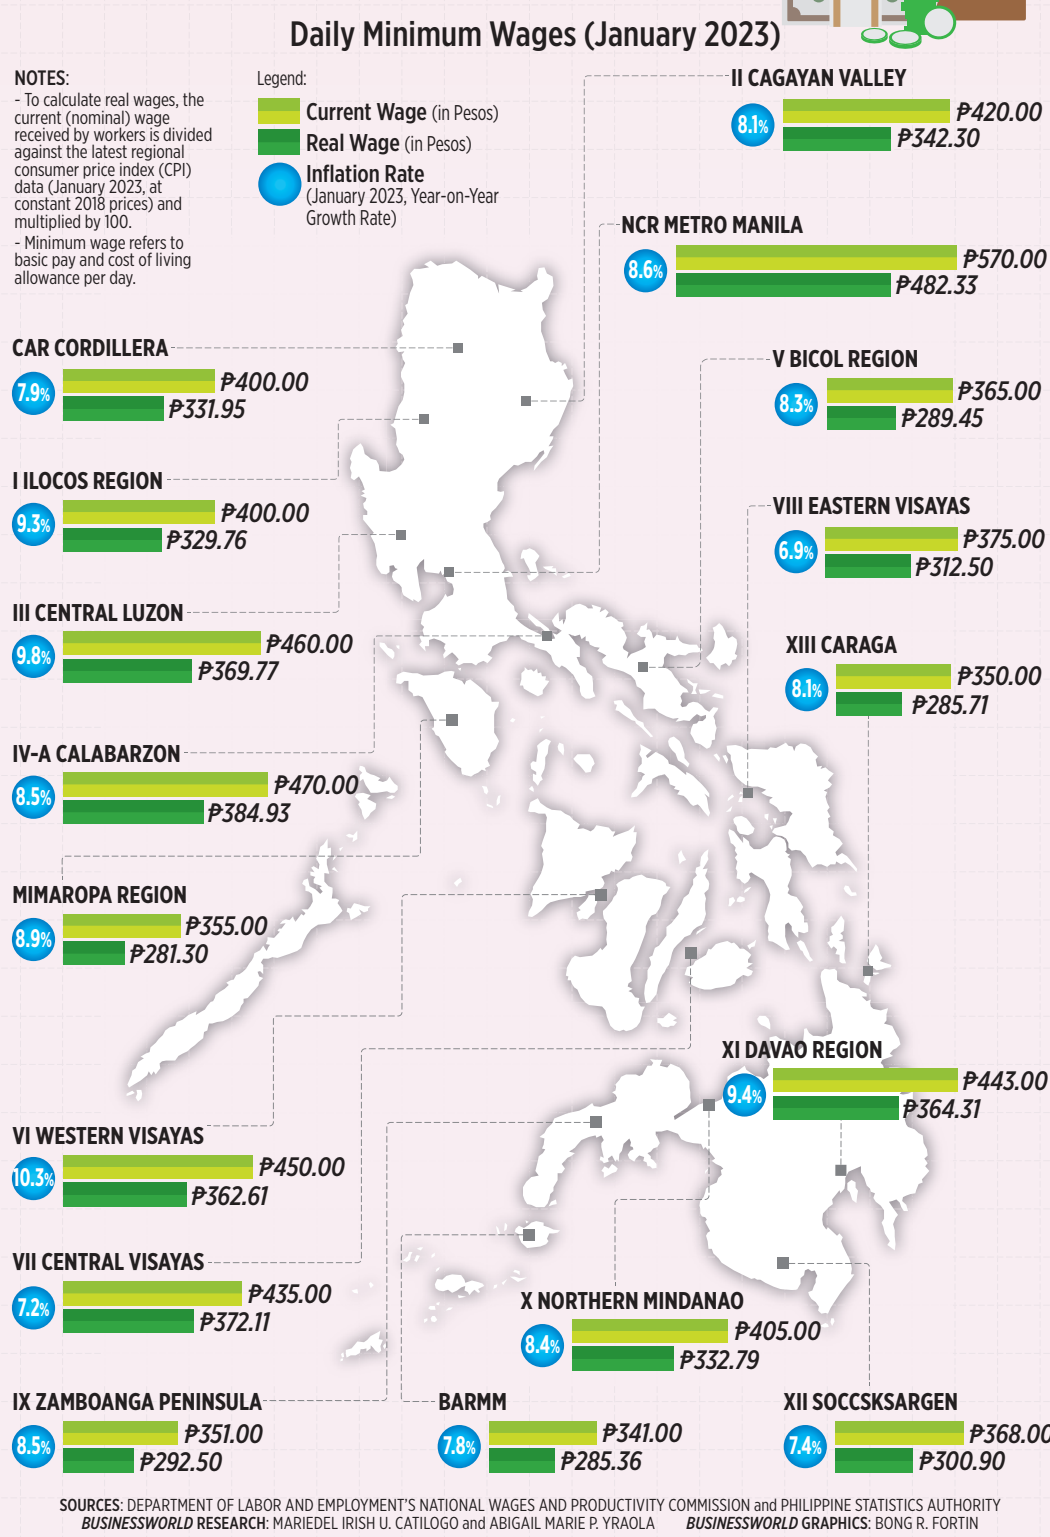 Daily Minimum Wages (January 2023)
NOTES:
- To calculate real wages, the
current (nominal) wage
received by workers is divided
against the latest regional
consumer price index (CPI)
data (January 2023, at
constant 2018 prices) and
multiplied by 100.
- Minimum wage refers to
basic pay and cost of living
allowance per day.
Legend:
Current Wage (in Pesos)
Real Wage (in Pesos)
Inflation Rate
(January 2023, Year-on-Year
Growth Rate)
II CAGAYAN VALLEY
8.1%
₱420.00
₱342.30
NCR METRO MANILA
8.6%
₱570.00
₱482.33
CAR CORDILLERA
7.9%
₱400.00
₱331.95
V BICOL REGION
8.3%
₱365.00
₱289.45
I ILOCOS REGION
9.3%
₱400.00
₱329.76
VIII EASTERN VISAYAS
6.9%
₱375.00
₱312.50
III CENTRAL LUZON
9.8%
₱460.00
₱369.77
XIII CARAGA
8.1%
₱350.00
₱285.71
IV-A CALABARZON
8.5%
₱470.00
₱384.93
MIMAROPA REGION
8.9%
₱355.00
₱281.30
XI DAVAO REGION
9.4%
₱443.00
₱364.31
VI WESTERN VISAYAS
10.3%
₱450.00
₱362.61
VII CENTRAL VISAYAS
7.2%
₱435.00
₱372.11
X NORTHERN MINDANAO
8.4%
₱405.00
₱332.79
IX ZAMBOANGA PENINSULA
8.5%
₱351.00
₱292.50
BARMM
7.8%
₱341.00
₱285.36
XII SOCCSKSARGEN
7.4%
₱368.00
₱300.90
SOURCES: DEPARTMENT OF LABOR AND EMPLOYMENT'S NATIONAL WAGES AND PRODUCTIVITY COMMISSION and PHILIPPINE STATISTICS AUTHORITY
BUSINESSWORLD RESEARCH: MARIEDEL IRISH U. CATILOGO and ABIGAIL MARIE P. YRAOLA BUSINESSWORLD GRAPHICS: BONG R. FORTIN